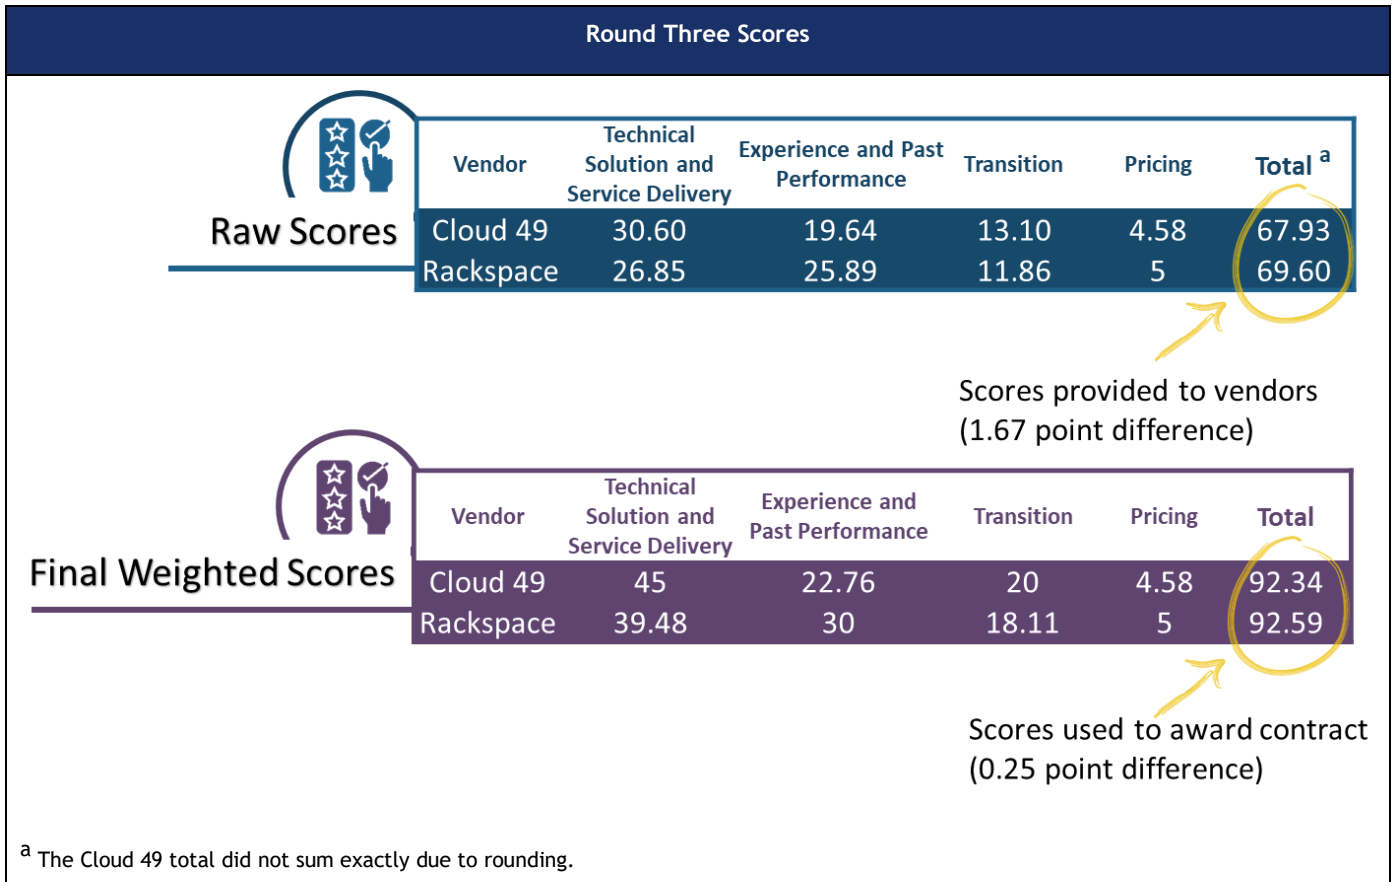 Round Three Scores
Raw Scores
Vendor Technical Solution and Service Delivery Experience and Past Performance Transition Pricing Total a
Cloud 49 30.60 19.64 13.10 4.58 67.93
Rackspace 26.85 25.89 11.86 5 69.60
Scores provided to vendors
(1.67 point difference)
Final Weighted Scores
Vendor Technical Solution and Service Delivery Experience and Past Performance Transition Pricing Total
Cloud 49 45 22.76 20 4.58 92.34
Rackspace 39.48 30 18.11 5 92.59
Scores used to award contract
(0.25 point difference)
a The Cloud 49 total did not sum exactly due to rounding.